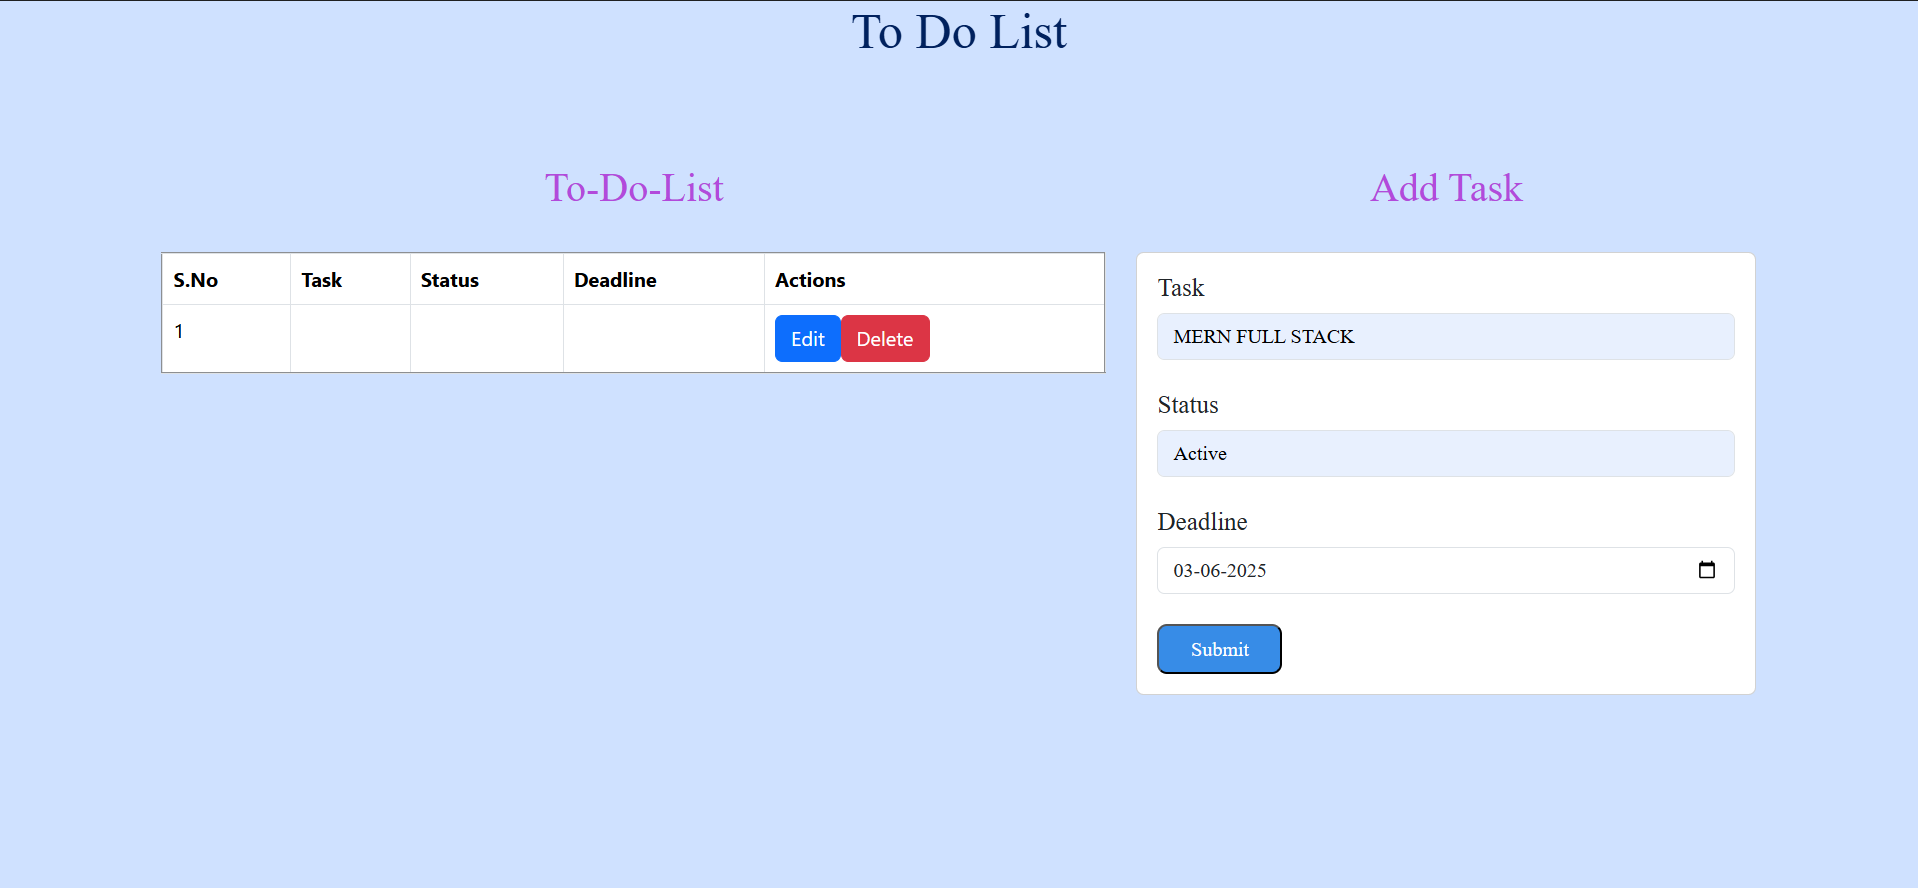 To Do List
To-Do-List
S.No Task Status Deadline Actions
1 Edit Delete
Add Task
Task
MERN FULL STACK
Status
Active
Deadline
03-06-2025
Submit